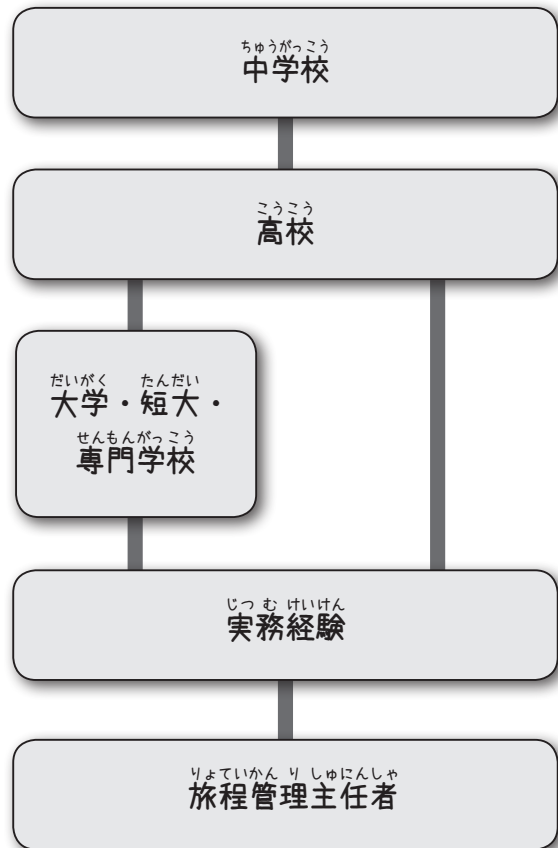 ちゅうがっこう
中学校
こうこう
高校
だいがく たんだい
大学・短大・
せんもんがっこう
専門学校
じつ む けいけん
実務経験
りょていかん り しゅにんしゃ
旅程管理主任者